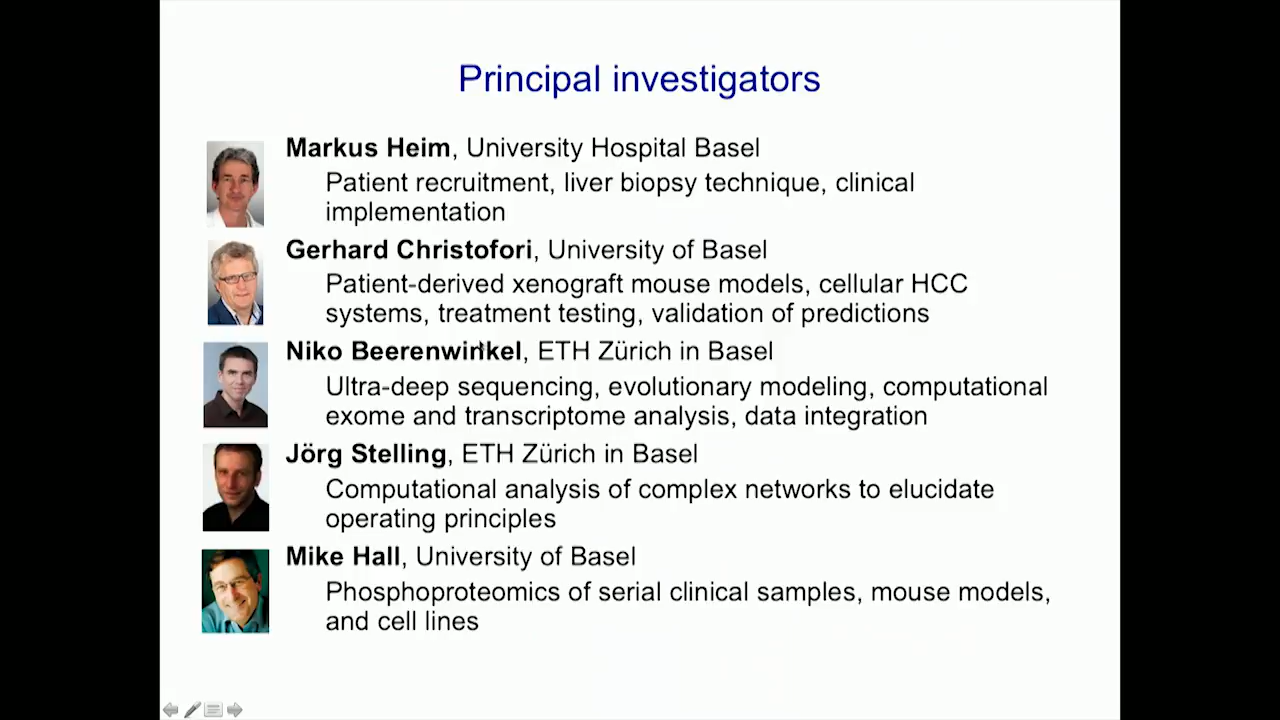 Principal investigators
Markus Heim, University Hospital Basel
Patient recruitment, liver biopsy technique, clinical
implementation
Gerhard Christofori, University of Basel
Patient-derived xenograft mouse models, cellular HCC
systems, treatment testing, validation of predictions
Niko Beerenwinkel, ETH Zürich in Basel
Ultra-deep sequencing, evolutionary modeling, computational
exome and transcriptome analysis, data integration
Jörg Stelling, ETH Zürich in Basel
Computational analysis of complex networks to elucidate
operating principles
Mike Hall, University of Basel
Phosphoproteomics of serial clinical samples, mouse models,
and cell lines